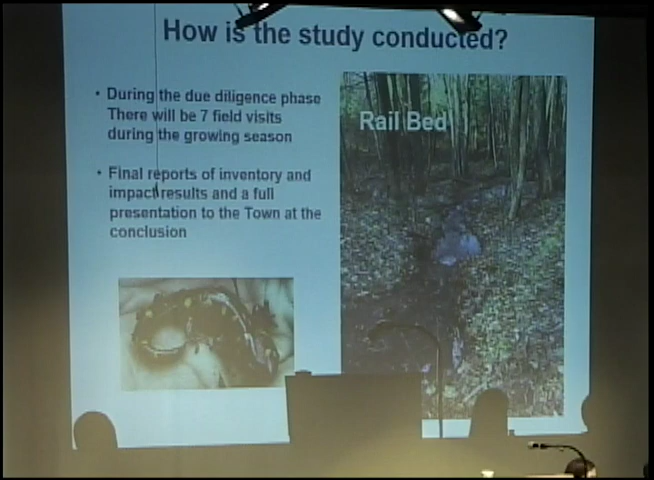 How is the study conducted?
• During the due diligence phase
There will be 7 field visits
during the growing season
• Final reports of inventory and
impact results and a full
presentation to the Town at the
conclusion
Rail Bed